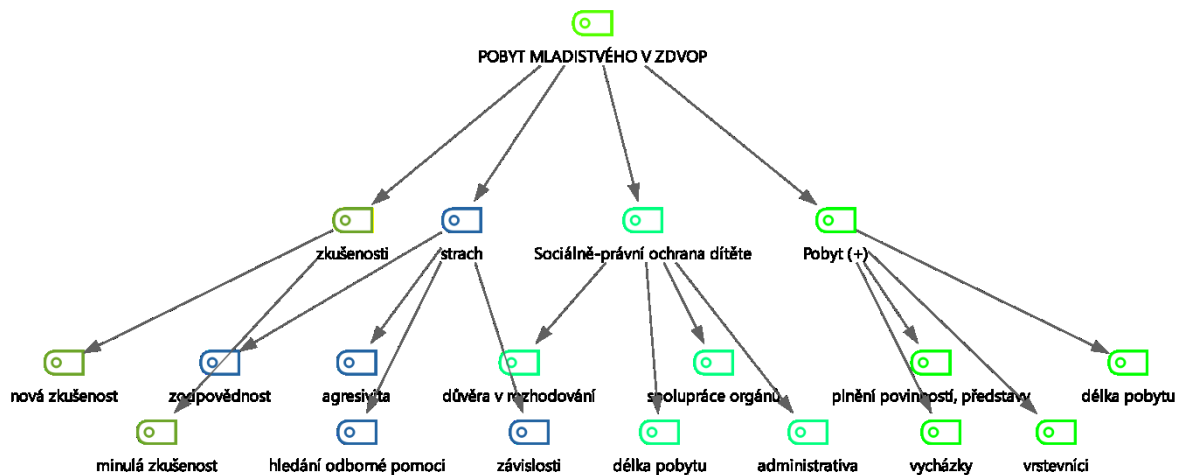 POBYT MLADISTVÉHO V ZDVOP
zkušenosti
strach
Sociálně-právní ochrana dítěte
Pobyt (+)
nová zkušenost
zodpovědnost
agresivita
důvěra v rozhodování
spolupráce orgánů
plnění povinností, představy
délka pobytu
minulá zkušenost
hledání odborné pomoci
závislosti
délka pobytu
administrativa
vycházky
vrstevníci